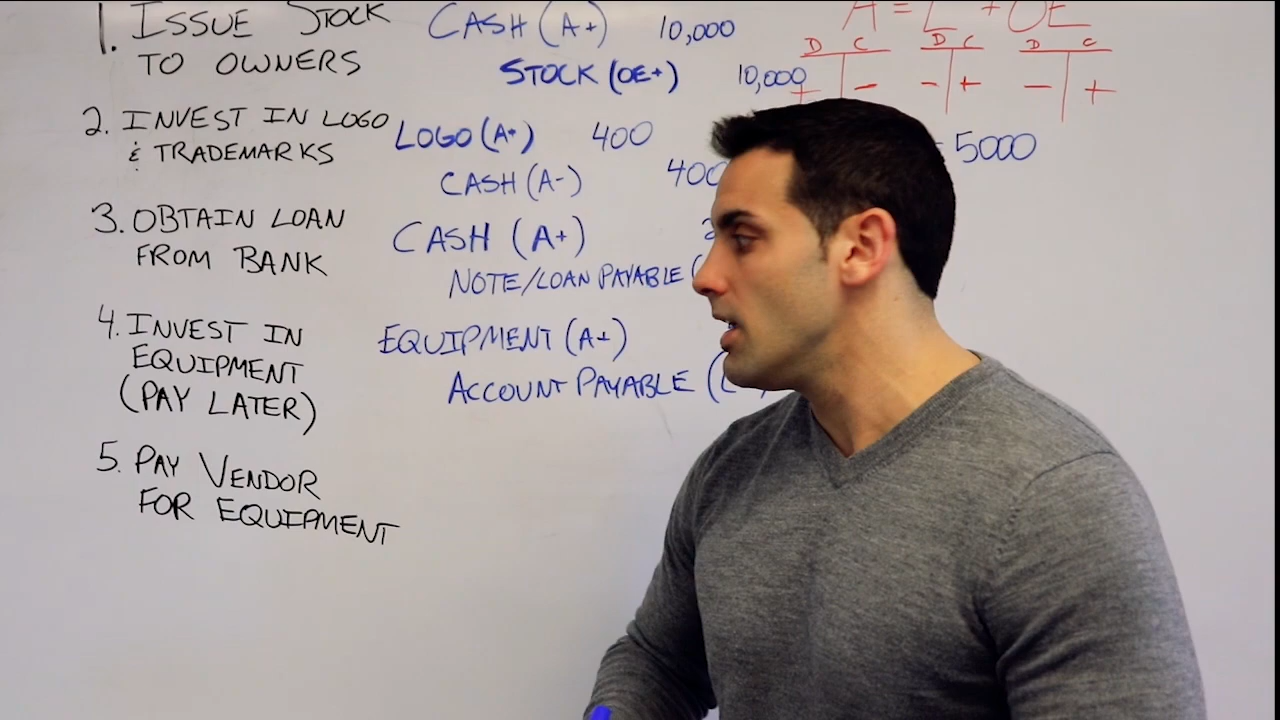 1. ISSUE STOCK
TO OWNERS
CASH (A+) 10,000
STOCK (OE+) 10,000
A = L + OE
D C D C D C
+ - - + - +
2. INVEST IN LOGO
& TRADEMARKS
LOGO (A+) 400
CASH (A-) 400
5000
3. OBTAIN LOAN
FROM BANK
CASH (A+) 2
NOTE/LOAN PAYABLE (
4. INVEST IN
EQUIPMENT
(PAY LATER)
EQUIPMENT (A+)
ACCOUNT PAYABLE (L
5. PAY VENDOR
FOR EQUIPMENT